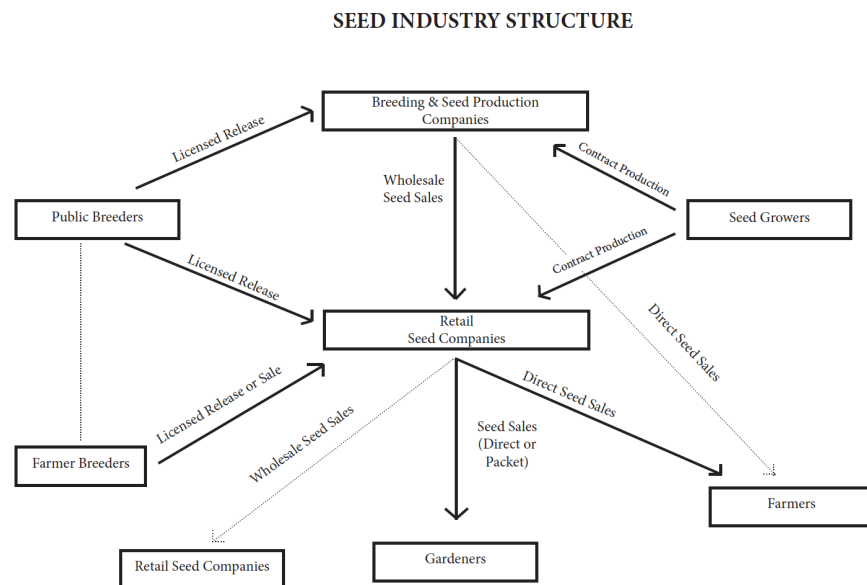 SEED INDUSTRY STRUCTURE
Breeding & Seed Production
Companies
Licensed Release
Contract Production
Wholesale
Seed Sales
Public Breeders
Seed Growers
Licensed Release
Contract Production
Retail
Seed Companies
Direct Seed Sales
Licensed Release or Sale
Wholesale Seed Sales
Direct Seed Sales
Seed Sales
(Direct or
Packet)
Farmer Breeders
Farmers
Retail Seed Companies
Gardeners